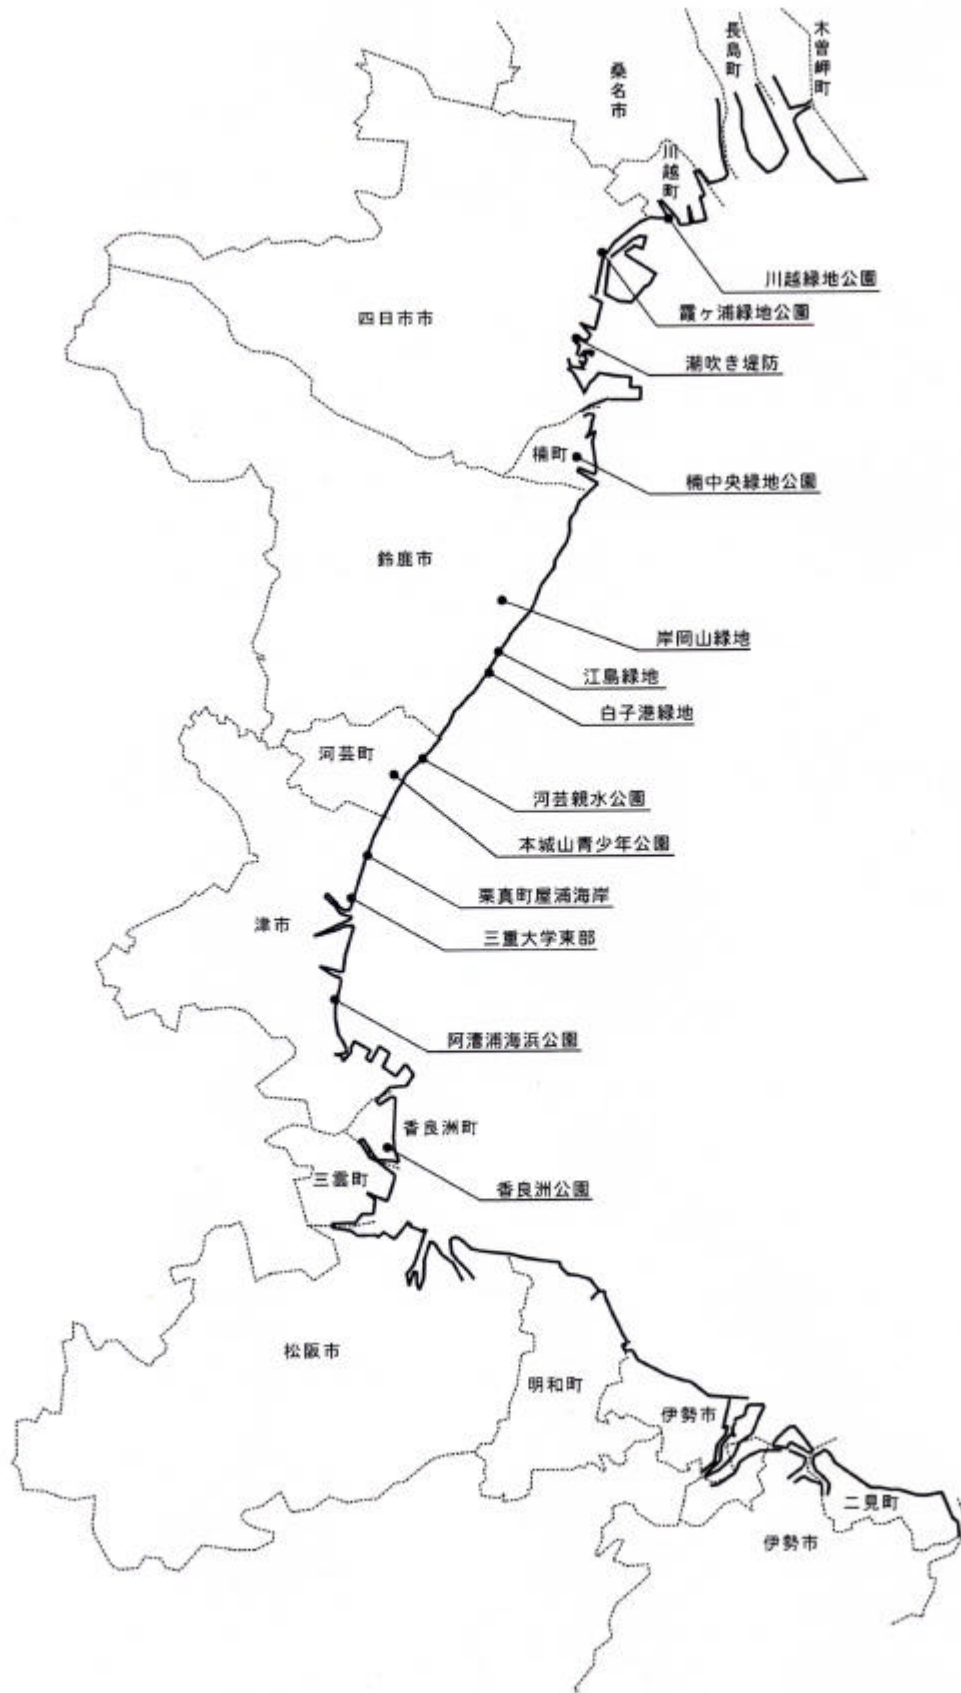 木曽岬町
長島町
桑名市
川越町
川越緑地公園
霞ヶ浦緑地公園
四日市市
潮吹き堤防
楠町
楠中央緑地公園
鈴鹿市
岸岡山緑地
江島緑地
白子港緑地
河芸町
河芸親水公園
本城山青少年公園
栗真町屋浦海岸
津市
三重大学東部
阿漕浦海浜公園
香良洲町
三雲町
香良洲公園
松阪市
明和町
伊勢市
二見町
伊勢市